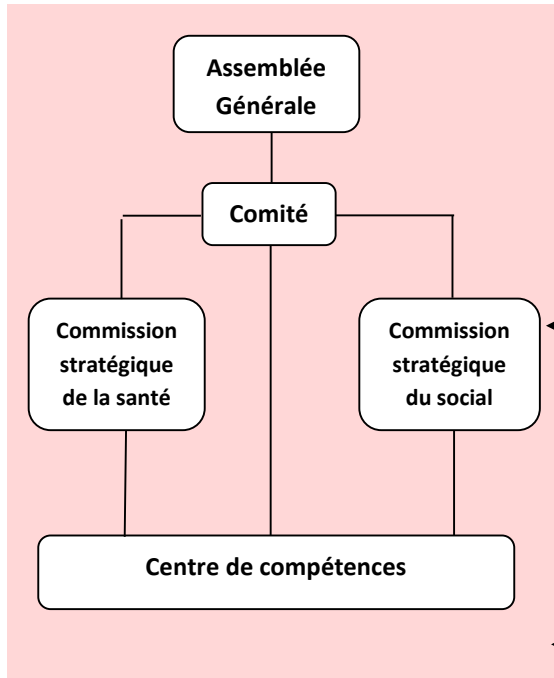 Assemblée
Générale
Comité
Commission
stratégique
de la santé
Commission
stratégique
du social
Centre de compétences